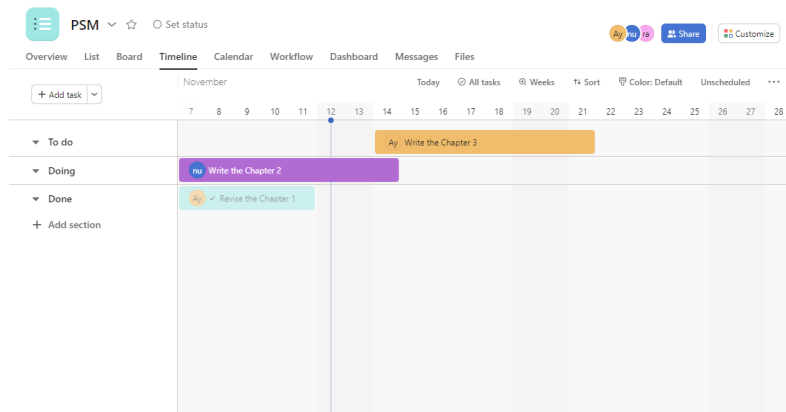 PSM Set status
Ay nu ra Share Customize
Overview List Board Timeline Calendar Workflow Dashboard Messages Files
+ Add task November Today All tasks Weeks Sort Color: Default Unscheduled ...
7 8 9 10 11 12 13 14 15 16 17 18 19 20 21 22 23 24 25 26 27 28
To do Ay Write the Chapter 3
Doing nu Write the Chapter 2
Done Ay ✓ Revise the Chapter 1
+ Add section